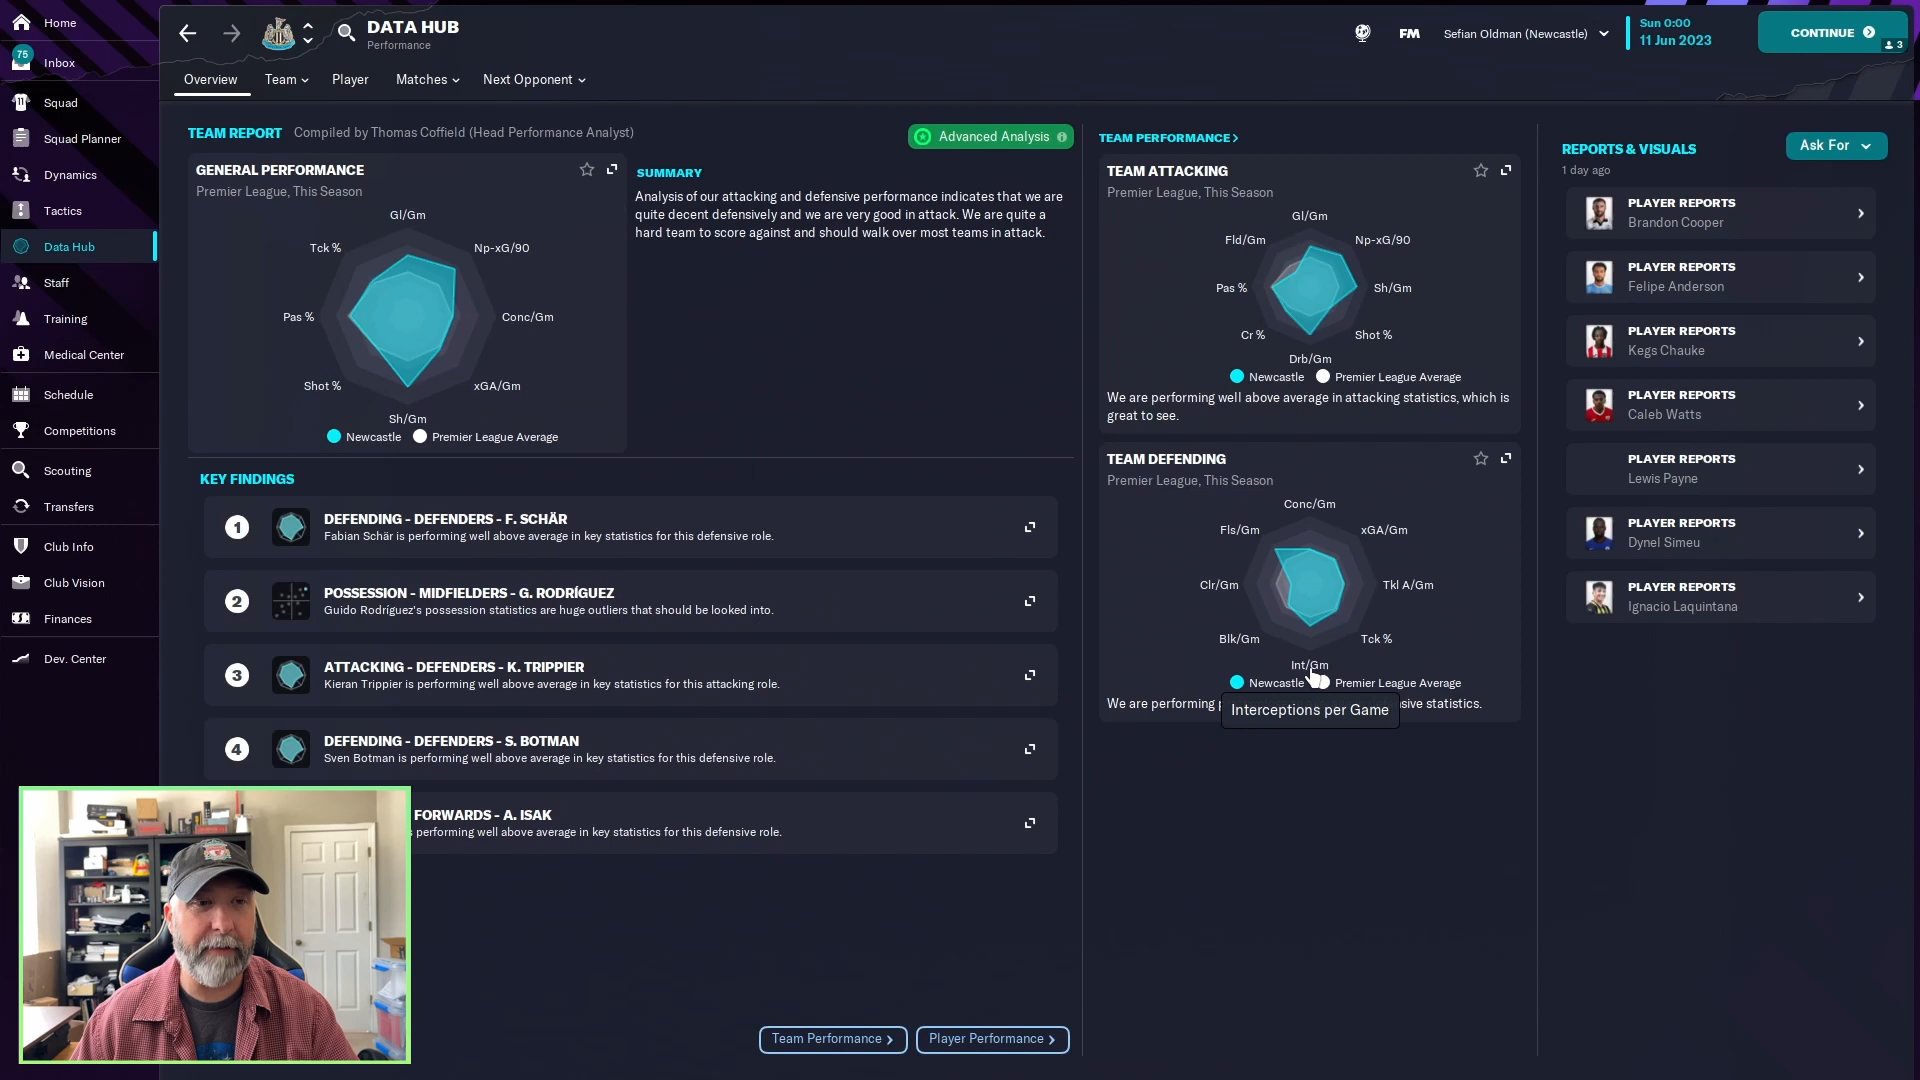 Home
75
Inbox
Squad
Squad Planner
Dynamics
Tactics
Data Hub
Staff
Training
Medical Center
Schedule
Competitions
Scouting
Transfers
Club Info
Club Vision
Finances
Dev. Center
DATA HUB
Performance
FM
Sefian Oldman (Newcastle)
Sun 0:00
11 Jun 2023
CONTINUE
3
Overview
Team
Player
Matches
Next Opponent
TEAM REPORT Compiled by Thomas Coffield (Head Performance Analyst)
Advanced Analysis
GENERAL PERFORMANCE
Premier League, This Season
Gl/Gm
Tck %
Np-xG/90
Pas %
Conc/Gm
Shot %
xGA/Gm
Sh/Gm
Newcastle
Premier League Average
SUMMARY
Analysis of our attacking and defensive performance indicates that we are
quite decent defensively and we are very good in attack. We are quite a
hard team to score against and should walk over most teams in attack.
KEY FINDINGS
1
DEFENDING - DEFENDERS - F. SCHÄR
Fabian Schär is performing well above average in key statistics for this defensive role.
2
POSSESSION - MIDFIELDERS - G. RODRÍGUEZ
Guido Rodríguez's possession statistics are huge outliers that should be looked into.
3
ATTACKING - DEFENDERS - K. TRIPPIER
Kieran Trippier is performing well above average in key statistics for this attacking role.
4
DEFENDING - DEFENDERS - S. BOTMAN
Sven Botman is performing well above average in key statistics for this defensive role.
FORWARDS - A. ISAK
performing well above average in key statistics for this defensive role.
Team Performance
Player Performance
TEAM PERFORMANCE
TEAM ATTACKING
Premier League, This Season
Gl/Gm
Fld/Gm
Np-xG/90
Pas %
Sh/Gm
Cr %
Shot %
Drb/Gm
Newcastle
Premier League Average
We are performing well above average in attacking statistics, which is
great to see.
TEAM DEFENDING
Premier League, This Season
Conc/Gm
Fls/Gm
xGA/Gm
Clr/Gm
Tkl A/Gm
Blk/Gm
Tck %
Int/Gm
Newcastle
Premier League Average
We are performing
statistics.
Interceptions per Game
REPORTS & VISUALS
1 day ago
Ask For
PLAYER REPORTS
Brandon Cooper
PLAYER REPORTS
Felipe Anderson
PLAYER REPORTS
Kegs Chauke
PLAYER REPORTS
Caleb Watts
PLAYER REPORTS
Lewis Payne
PLAYER REPORTS
Dynel Simeu
PLAYER REPORTS
Ignacio Laquintana